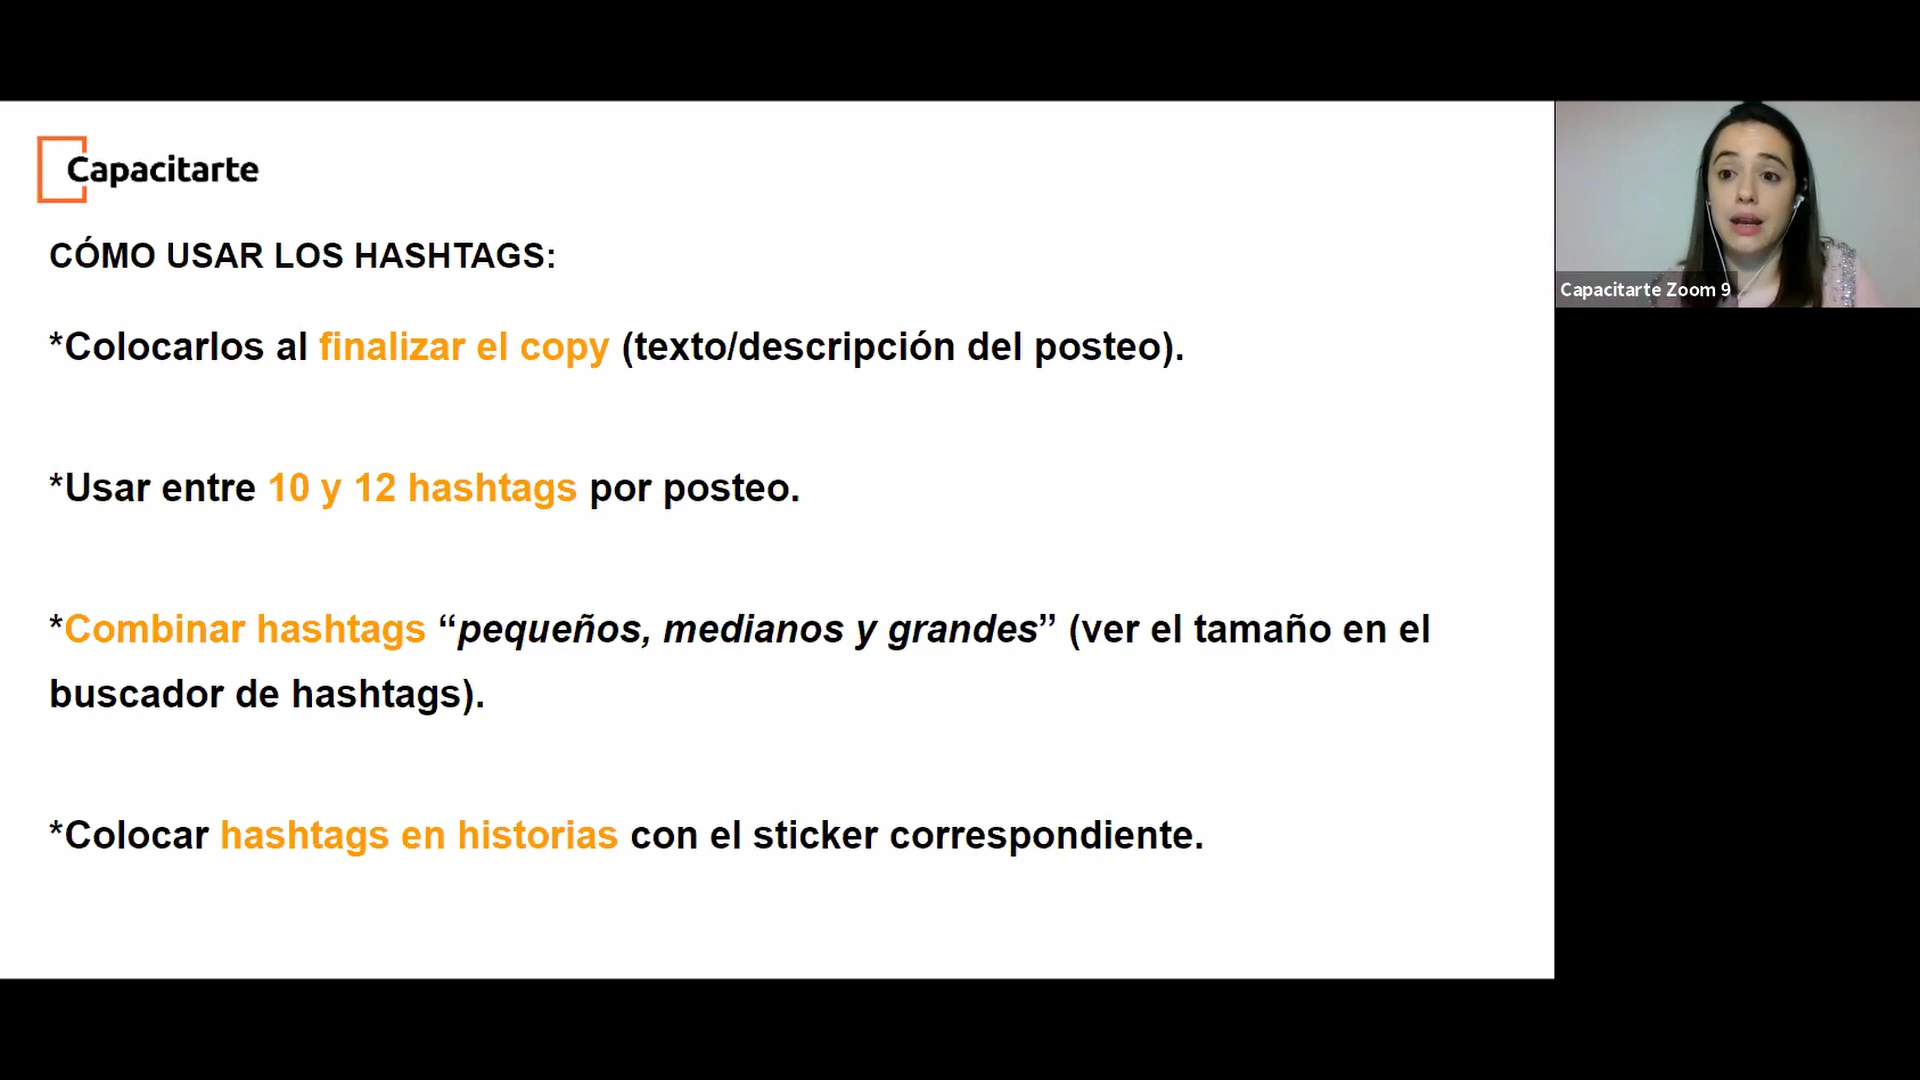 Capacitarte
CÓMO USAR LOS HASHTAGS:
*Colocarlos al finalizar el copy (texto/descripción del posteo).
*Usar entre 10 y 12 hashtags por posteo.
*Combinar hashtags “pequeños, medianos y grandes” (ver el tamaño en el
buscador de hashtags).
*Colocar hashtags en historias con el sticker correspondiente.
Capacitarte Zoom 9